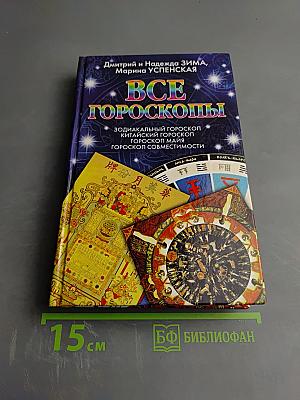 Дмитрий и Надежда ЗИМА,
Марина УСПЕНСКАЯ
ВСЕ
ГОРОСКОПЫ
ЗОДИАКАЛЬНЫЙ ГОРОСКОП
КИТАЙСКИЙ ГОРОСКОП
ГОРОСКОП МАЙЯ
ГОРОСКОП СОВМЕСТИМОСТИ
15 см
БФ БИБЛИОФАН